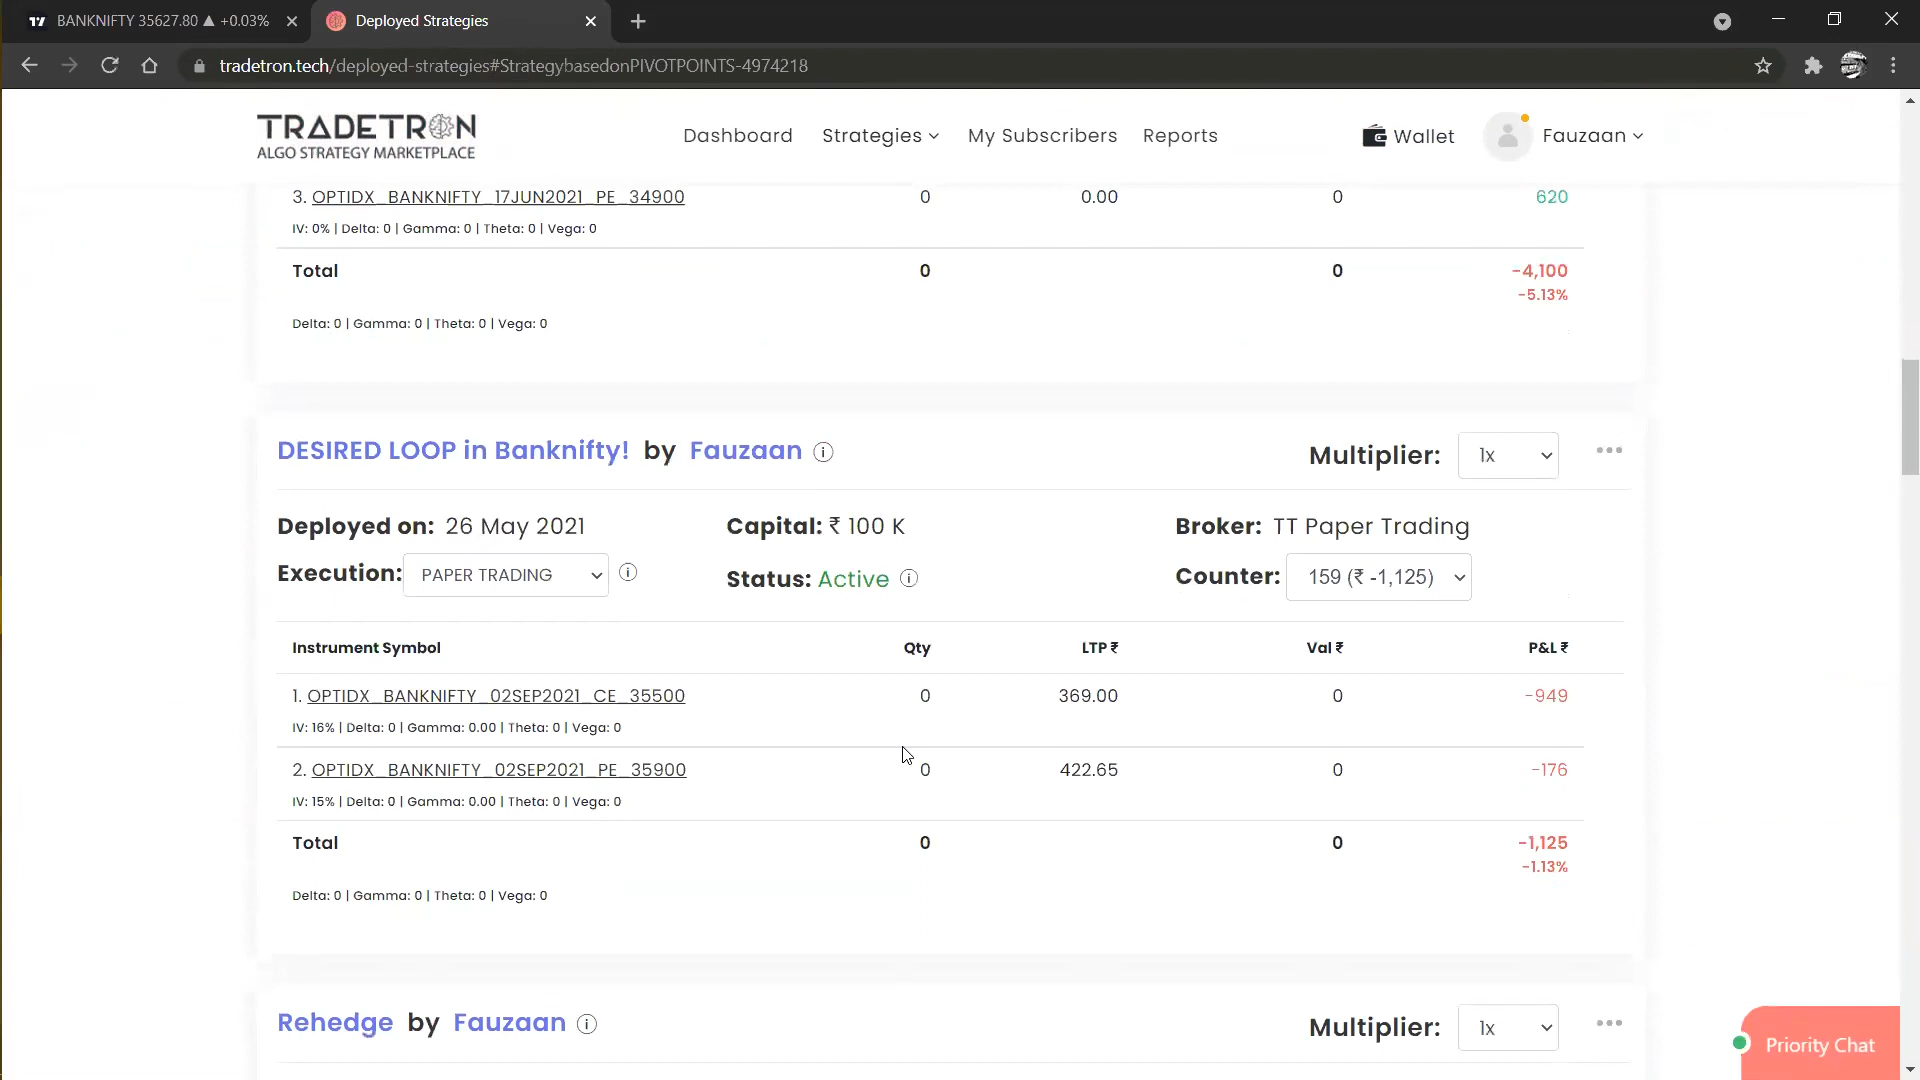 BANKNIFTY 35627.80 ▲ +0.03%
Deployed Strategies
tradetron.tech/deployed-strategies#StrategybasedonPIVOTPOINTS-4974218
TRADETRON
ALGO STRATEGY MARKETPLACE
Dashboard Strategies My Subscribers Reports Wallet Fauzaan
3. OPTIDX_BANKNIFTY_17JUN2021_PE_34900 0 0.00 0 620
IV: 0% | Delta: 0 | Gamma: 0 | Theta: 0 | Vega: 0
Total 0 0 -4,100
-5.13%
Delta: 0 | Gamma: 0 | Theta: 0 | Vega: 0
DESIRED LOOP in Banknifty! by Fauzaan Multiplier: 1x
Deployed on: 26 May 2021 Capital: ₹ 100 K Broker: TT Paper Trading
Execution: PAPER TRADING Status: Active Counter: 159 (₹ -1,125)
Instrument Symbol Qty LTP ₹ Val ₹ P&L ₹
1. OPTIDX_BANKNIFTY_02SEP2021_CE_35500 0 369.00 0 -949
IV: 16% | Delta: 0 | Gamma: 0.00 | Theta: 0 | Vega: 0
2. OPTIDX_BANKNIFTY_02SEP2021_PE_35900 0 422.65 0 -176
IV: 15% | Delta: 0 | Gamma: 0.00 | Theta: 0 | Vega: 0
Total 0 0 -1,125
-1.13%
Delta: 0 | Gamma: 0 | Theta: 0 | Vega: 0
Rehedge by Fauzaan Multiplier: 1x
Priority Chat